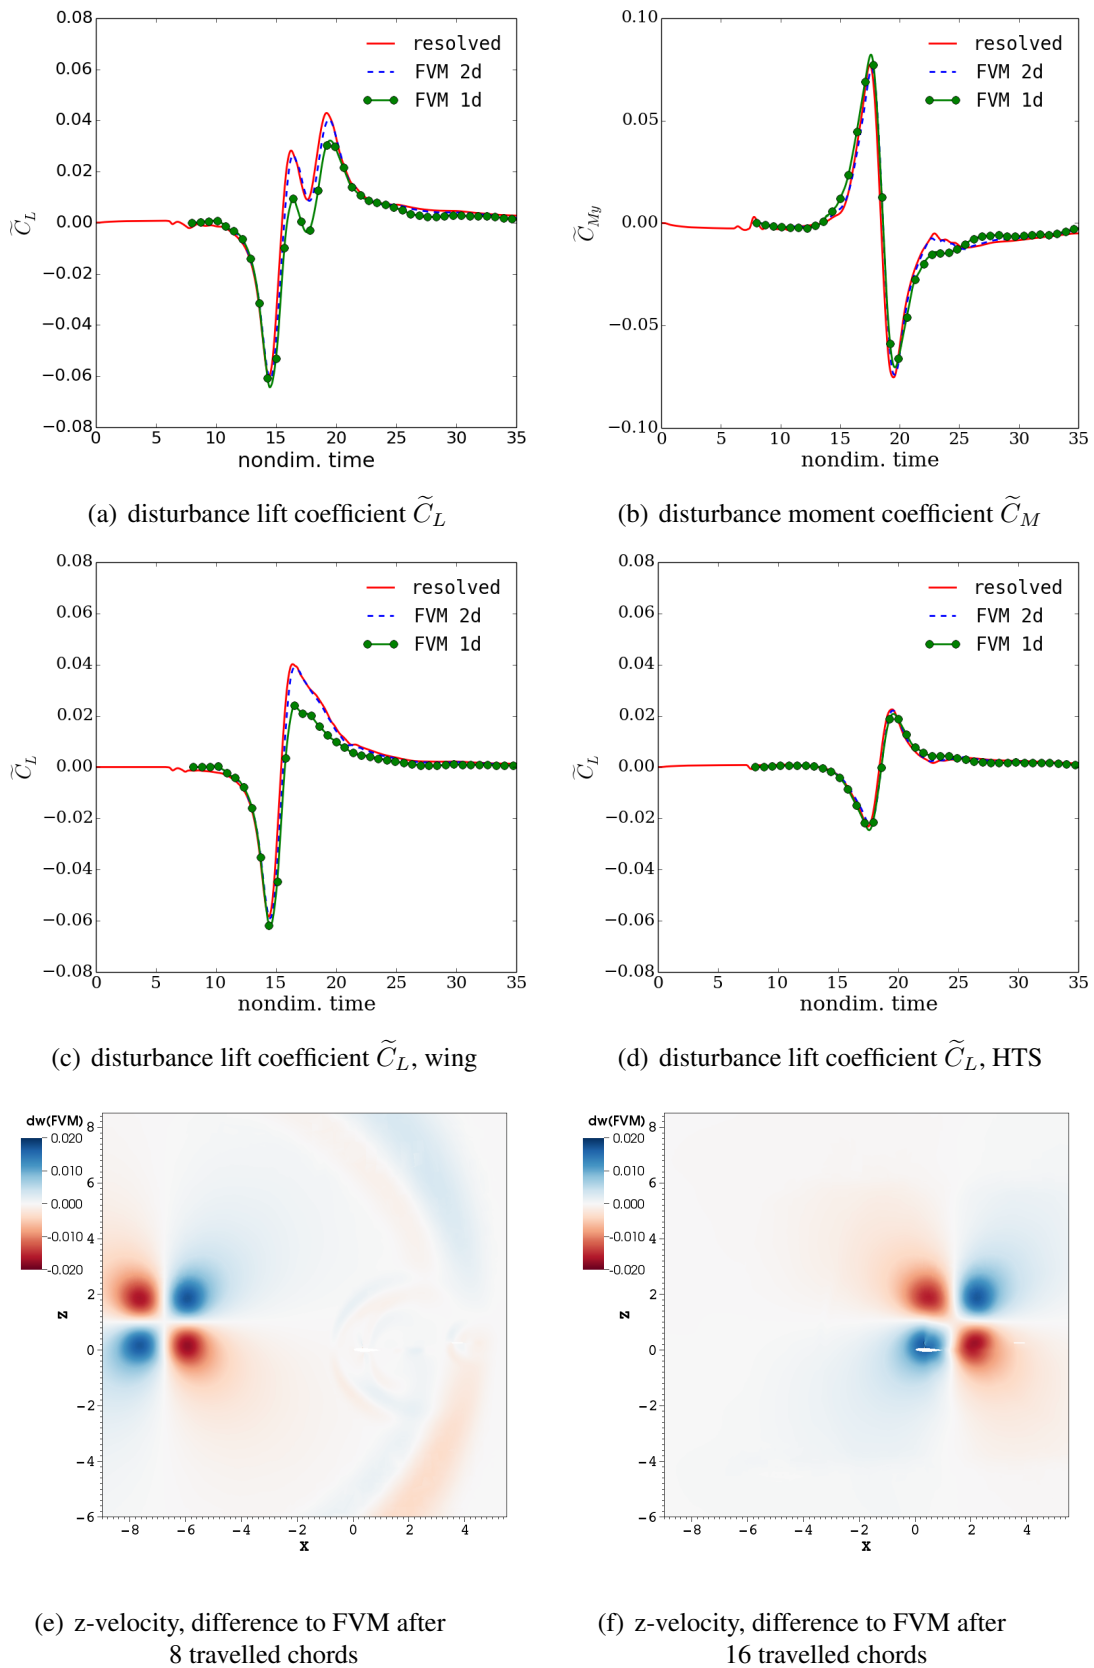 0.08
0.06
0.04
0.02
0.00
−0.02
−0.04
−0.06
−0.08
C̃_L
resolved
FVM 2d
FVM 1d
0 5 10 15 20 25 30 35
nondim. time
0.10
0.05
0.00
−0.05
−0.10
C̃_My
resolved
FVM 2d
FVM 1d
0 5 10 15 20 25 30 35
nondim. time
(a) disturbance lift coefficient C̃_L
(b) disturbance moment coefficient C̃_M
0.08
0.06
0.04
0.02
0.00
−0.02
−0.04
−0.06
−0.08
C̃_L
resolved
FVM 2d
FVM 1d
0 5 10 15 20 25 30 35
nondim. time
0.08
0.06
0.04
0.02
0.00
−0.02
−0.04
−0.06
−0.08
C̃_L
resolved
FVM 2d
FVM 1d
0 5 10 15 20 25 30 35
nondim. time
(c) disturbance lift coefficient C̃_L, wing
(d) disturbance lift coefficient C̃_L, HTS
dw(FVM)
0.020
0.010
0.000
-0.010
-0.020
8
6
4
2
0
−2
−4
−6
z
−8 −6 −4 −2 0 2 4
x
dw(FVM)
0.020
0.010
0.000
-0.010
-0.020
8
6
4
2
0
−2
−4
−6
z
−8 −6 −4 −2 0 2 4
x
(e) z-velocity, difference to FVM after
8 travelled chords
(f) z-velocity, difference to FVM after
16 travelled chords